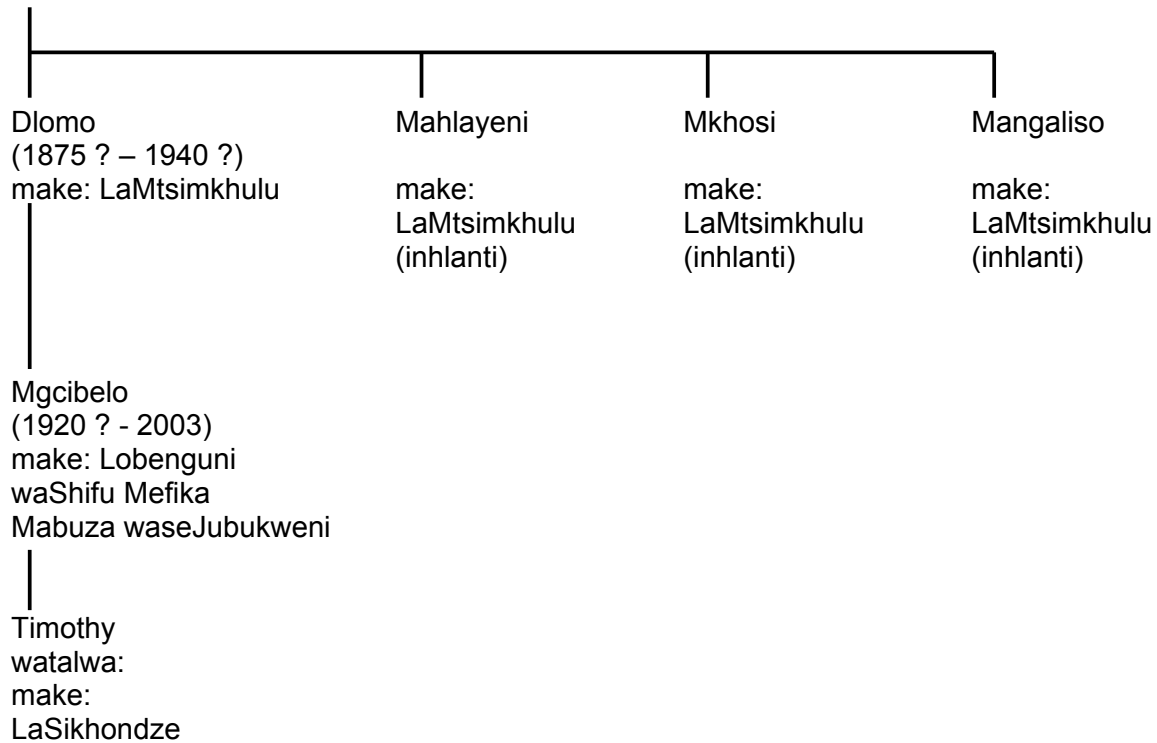 Dlomo
(1875 ? – 1940 ?)
make: LaMtsimkhulu
Mahlayeni
make:
LaMtsimkhulu
(inhlanti)
Mkhosi
make:
LaMtsimkhulu
(inhlanti)
Mangaliso
make:
LaMtsimkhulu
(inhlanti)
Mgcibelo
(1920 ? - 2003)
make: Lobenguni
waShifu Mefika
Mabuza waseJubukweni
Timothy
watalwa:
make:
LaSikhondze